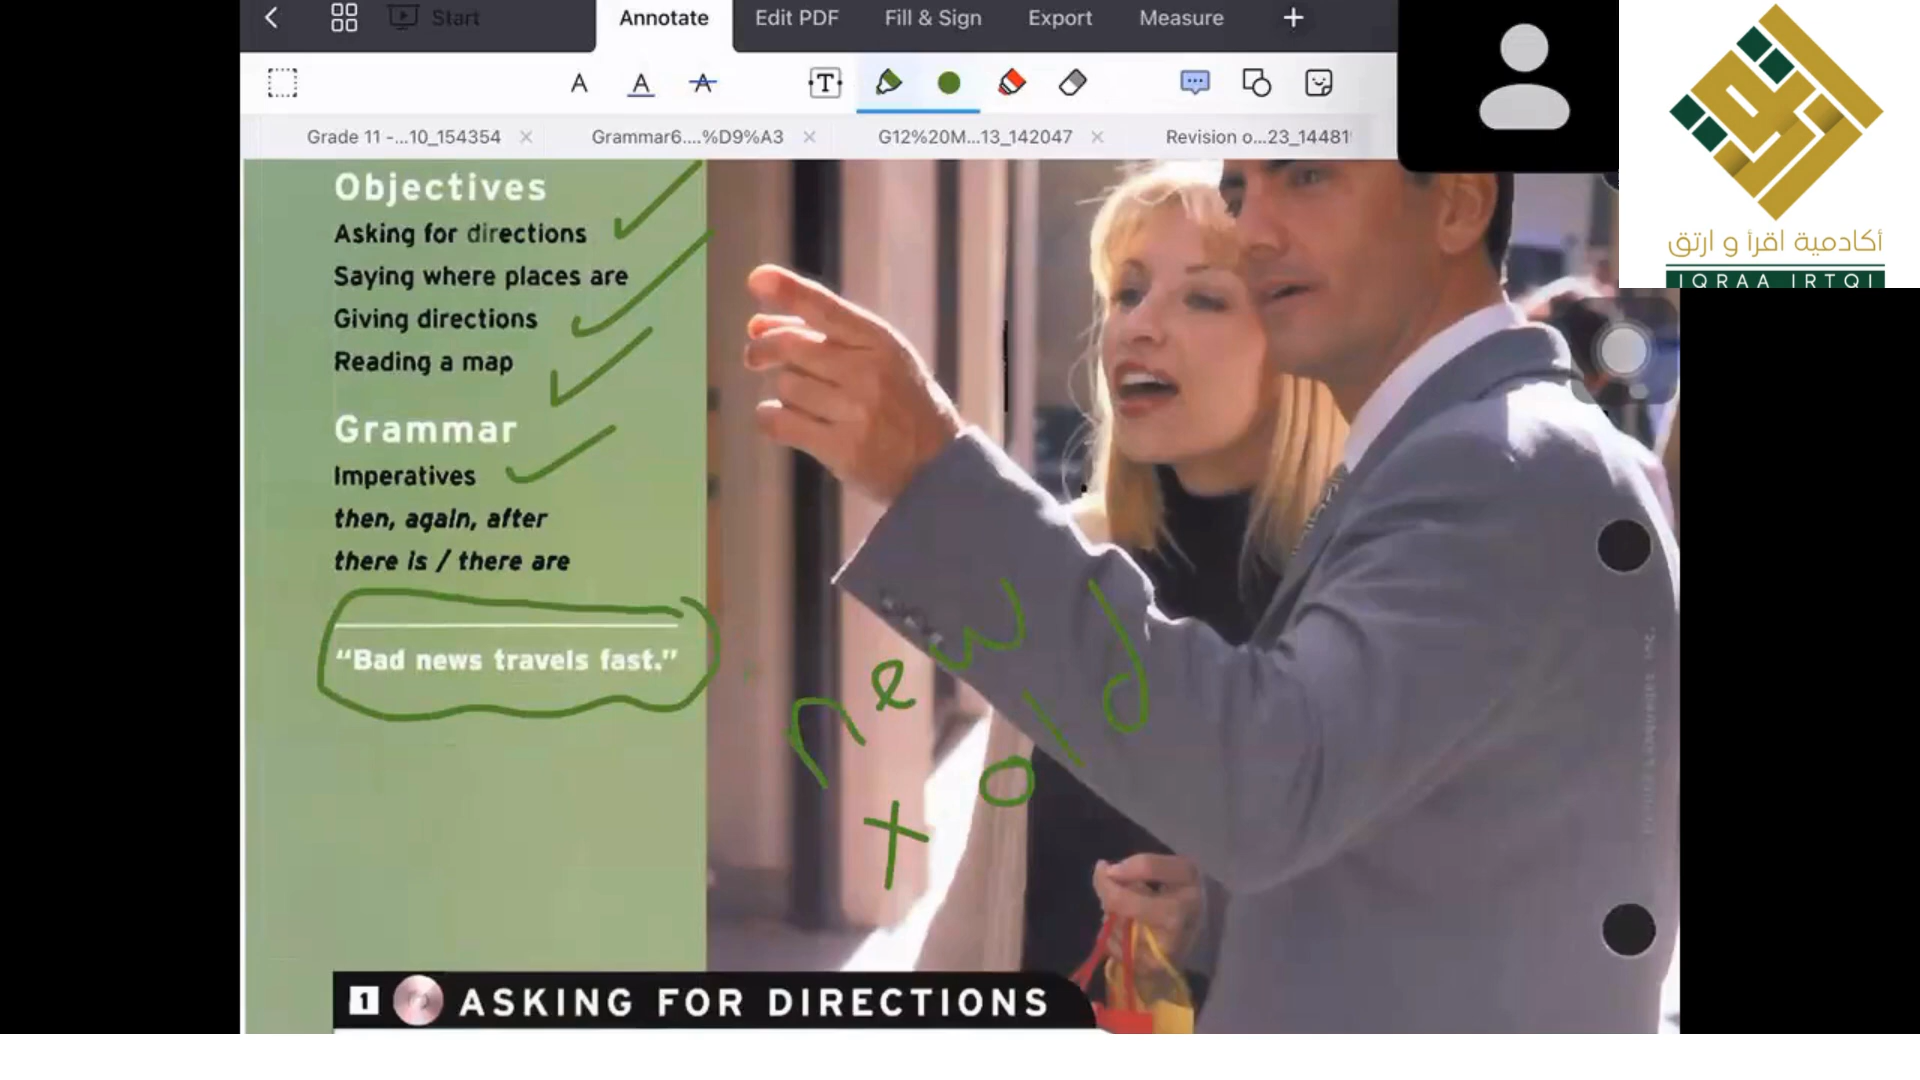 Start
Annotate
Edit PDF
Fill & Sign
Export
Measure
Grade 11 -...10_154354
Grammar6....%D9%A3
G12%20M...13_142047
Revision o...23_14481
أكادمية اقرأ و ارتق
IQRAA IRTQI
Objectives
Asking for directions
Saying where places are
Giving directions
Reading a map
Grammar
Imperatives
then, again, after
there is / there are
“Bad news travels fast.”
new
x old
1 ASKING FOR DIRECTIONS